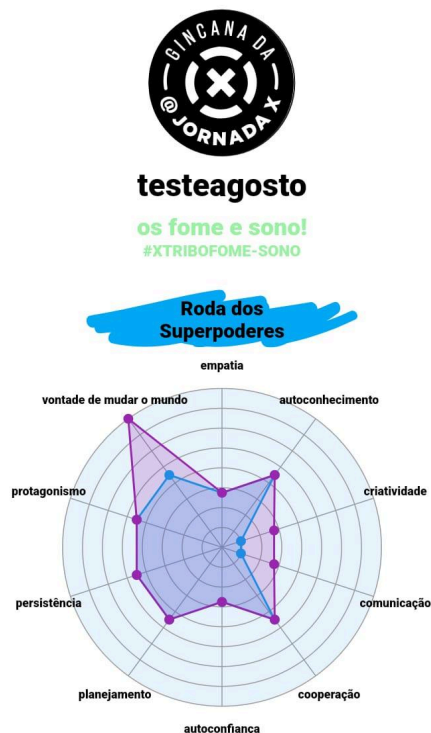 GINCANA DA
@JORNADA X
testeagosto
os fome e sono!
#XTRIBOFOME-SONO
Roda dos
Superpoderes
empatia
vontade de mudar o mundo
autoconhecimento
protagonismo
criatividade
persistência
comunicação
planejamento
cooperação
autoconfiança